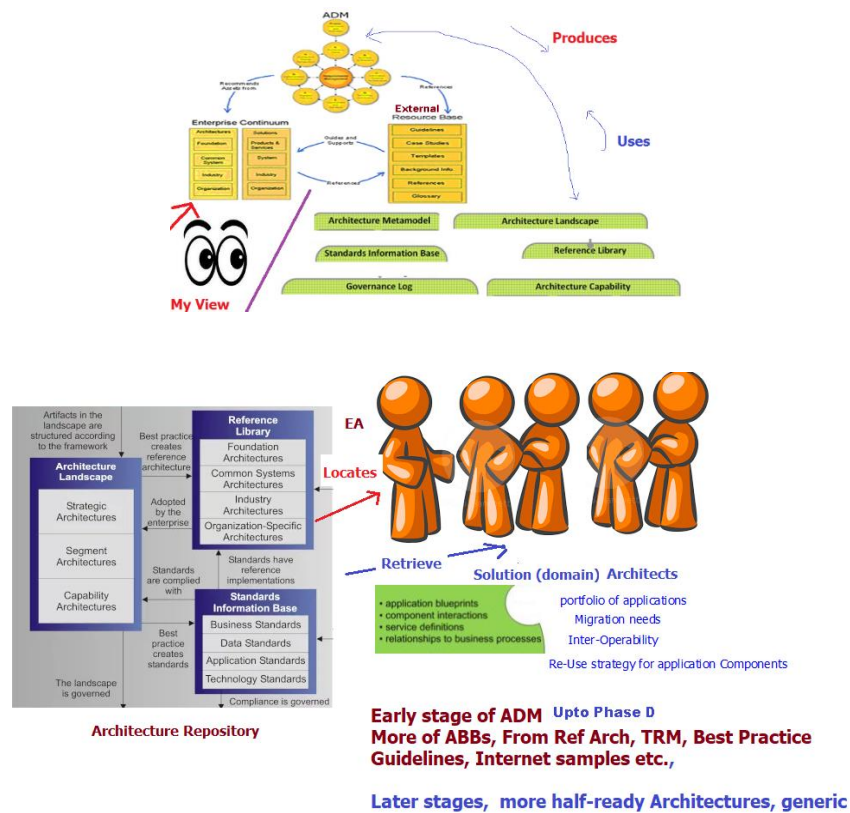 ADM
Produces
Recommends
Assets from
References
External
Resource Base
Uses
Enterprise Continuum
Architectures
Foundation
Common
System
Industry
Organization
Solutions
Products &
Services
System
Industry
Organization
Guides and
Supports
References
Guidelines
Case Studies
Templates
Background Info
References
Glossary
Architecture Metamodel
Architecture Landscape
Standards Information Base
Reference Library
Governance Log
Architecture Capability
My View
Artifacts in the
landscape are
structured according
to the framework
Best practice
creates
reference
architecture
Reference
Library
Foundation
Architectures
Common Systems
Architectures
Industry
Architectures
Organization-Specific
Architectures
Architecture
Landscape
Strategic
Architectures
Segment
Architectures
Capability
Architectures
Adopted
by the
enterprise
Standards
are complied
with
Standards have
reference
implementations
Best
practice
creates
standards
Standards
Information Base
Business Standards
Data Standards
Application Standards
Technology Standards
The landscape
is governed
Compliance is governed
Architecture Repository
EA
Locates
Retrieve
Solution (domain) Architects
• application blueprints
• component interactions
• service definitions
• relationships to business processes
portfolio of applications
Migration needs
Inter-Operability
Re-Use strategy for application Components
Early stage of ADM Upto Phase D
More of ABBs, From Ref Arch, TRM, Best Practice
Guidelines, Internet samples etc.,
Later stages, more half-ready Architectures, generic